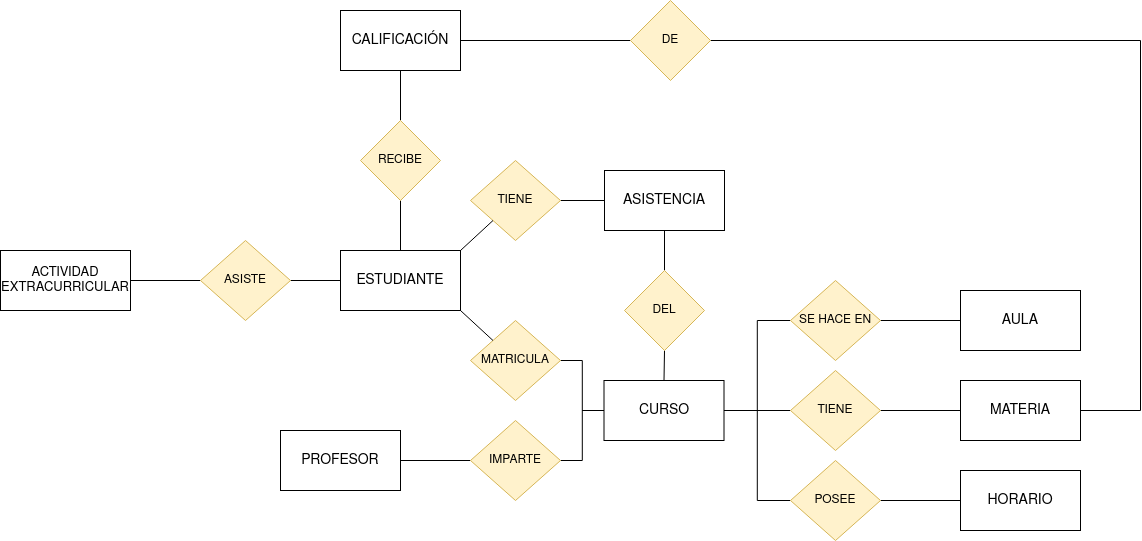 CALIFICACIÓN
DE
RECIBE
TIENE
ASISTENCIA
ACTIVIDAD
EXTRACURRICULAR
ASISTE
ESTUDIANTE
DEL
SE HACE EN
AULA
MATRICULA
CURSO
TIENE
MATERIA
PROFESOR
IMPARTE
POSEE
HORARIO